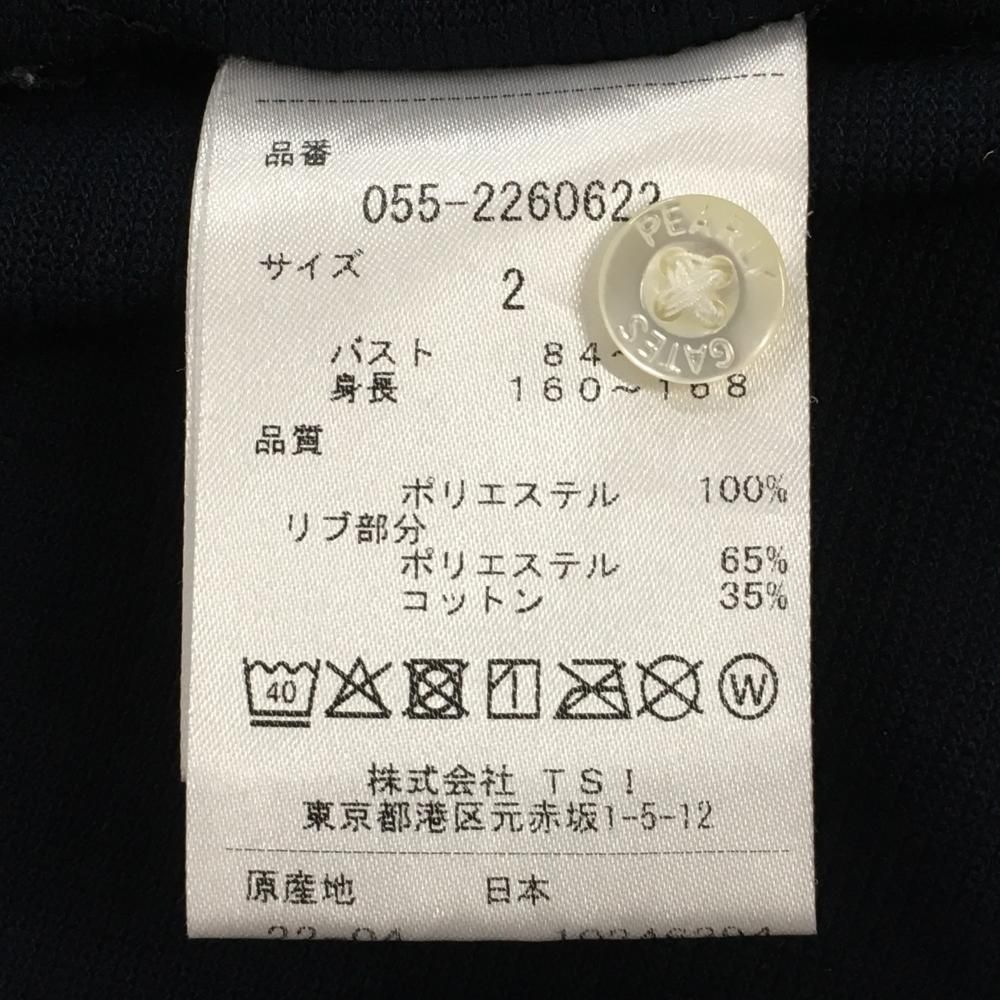 品番
055-2260622
サイズ
2
PEARLY
GATES
バスト 84~
身長 160~168
品質
ポリエステル 100%
リブ部分
ポリエステル 65%
コットン 35%
40
W
株式会社 TSI
東京都港区元赤坂1-5-12
原産地 日本